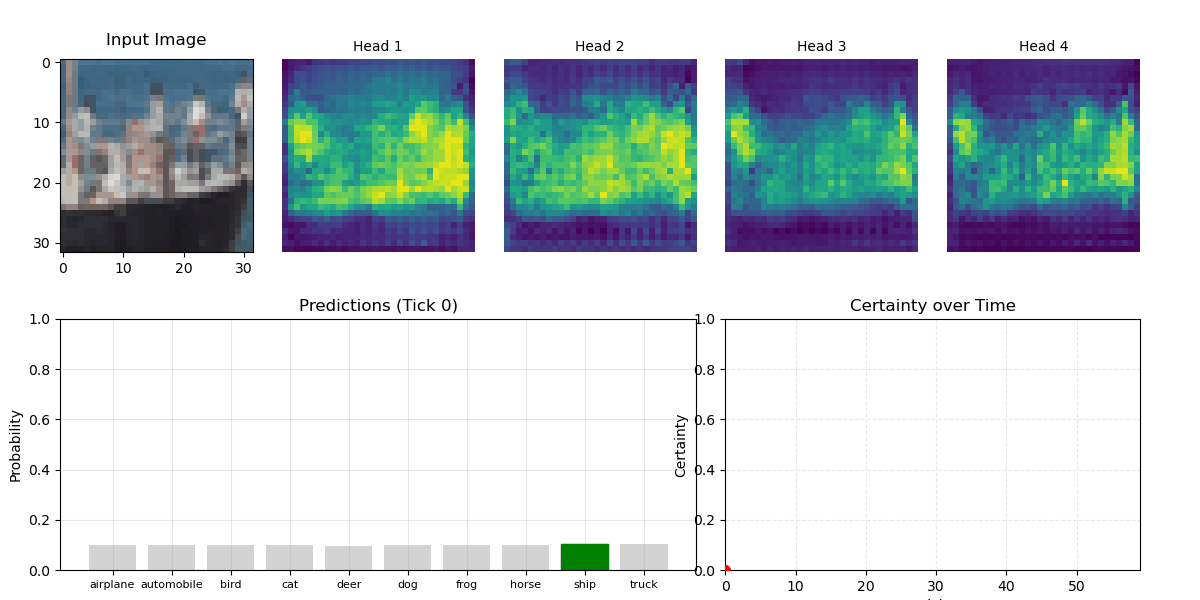 Input Image
Head 1
Head 2
Head 3
Head 4
0
10
20
30
0
10
20
30
Predictions (Tick 0)
Probability
1.0
0.8
0.6
0.4
0.2
0.0
airplane
automobile
bird
cat
deer
dog
frog
horse
ship
truck
Certainty over Time
Certainty
1.0
0.8
0.6
0.4
0.2
0.0
0
10
20
30
40
50